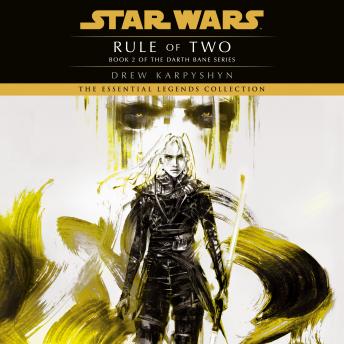 STAR WARS
RULE OF TWO
BOOK 2 OF THE DARTH BANE SERIES
DREW KARPYSHYN
THE ESSENTIAL LEGENDS COLLECTION